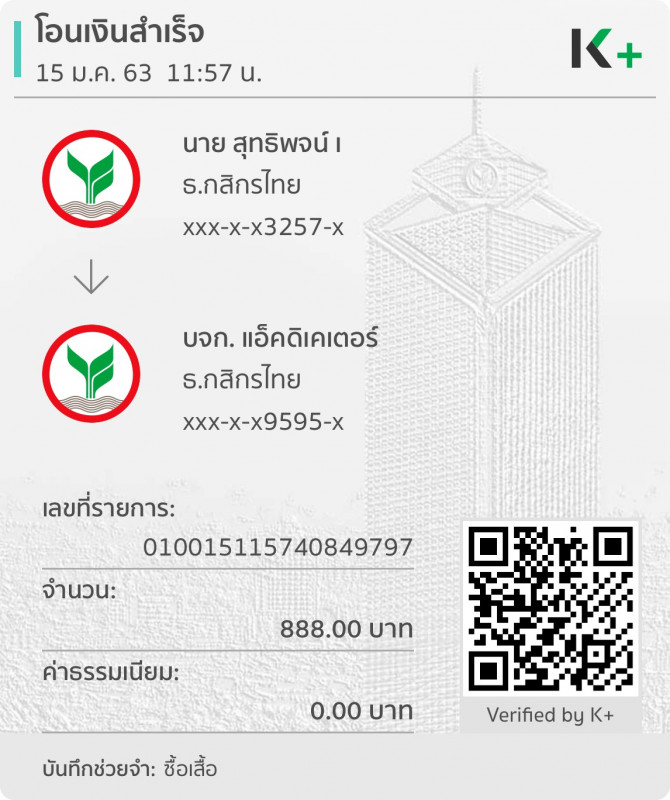 โอนเงินสำเร็จ
15 ม.ค. 63 11:57 น.
K+
นาย สุทธิพจน์ เ
ธ.กสิกรไทย
xxx-x-x3257-x
บจก. แอ็คดิเคเตอร์
ธ.กสิกรไทย
xxx-x-x9595-x
เลขที่รายการ:
010015115740849797
จำนวน:
888.00 บาท
ค่าธรรมเนียม:
0.00 บาท
Verified by K+
บันทึกช่วยจำ: ซื้อเสื้อ